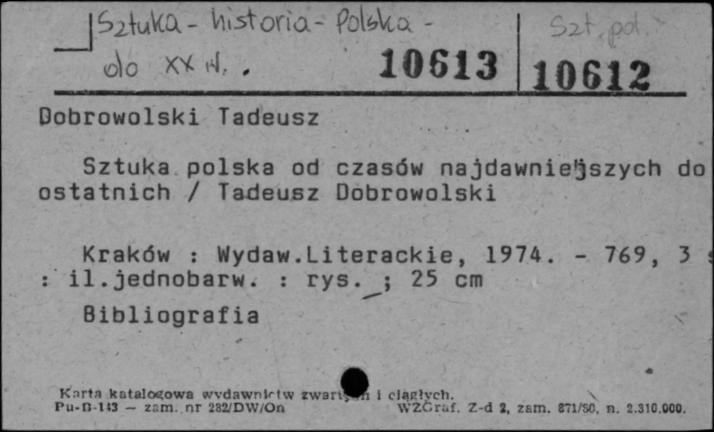 Sztuka - historia - Polska -
do XX w.
Szt. pol.
10613
10612
Dobrowolski Tadeusz
Sztuka polska od czasów najdawniejszych do
ostatnich / Tadeusz Dobrowolski
Kraków : Wydaw.Literackie, 1974. - 769, 3 s
: il.jednobarw. : rys. ; 25 cm
Bibliografia
Karta katalogowa wydawnictw zwartych i ciągłych.
Pu-D-143 — zam. nr 282/DW/On
WZGraf. Z-d 2, zam. 871/80, n. 2.310.000.